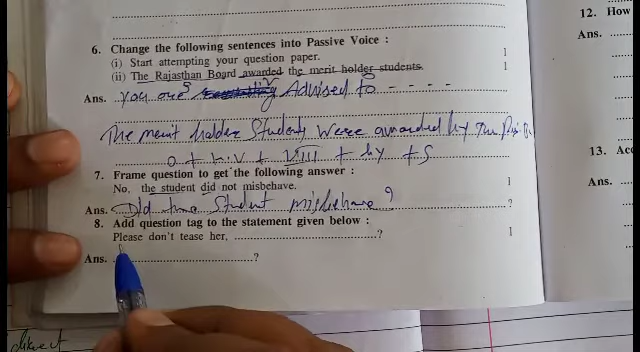 6. Change the following sentences into Passive Voice :
(i) Start attempting your question paper. 1
(ii) The Rajasthan Board awarded the merit holder students. 1
Ans. you are Advised to - - - -
The merit holder Students Were awarded by The
o + h.v + VIII + by + S
7. Frame question to get the following answer :
No, the student did not misbehave. 1
Ans. Did the Student misbehave ?
8. Add question tag to the statement given below :
Please don't tease her, ...............................................? 1
Ans. ...............................................?
12. How
Ans.
13. Acc
Ans.